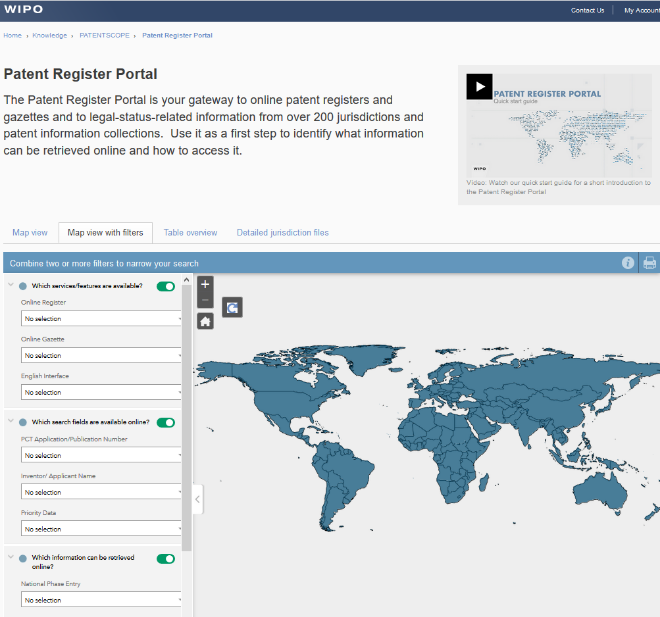 WIPO
Contact Us
My Account
Home › Knowledge › PATENTSCOPE › Patent Register Portal
Patent Register Portal
The Patent Register Portal is your gateway to online patent registers and
gazettes and to legal-status-related information from over 200 jurisdictions and
patent information collections. Use it as a first step to identify what information
can be retrieved online and how to access it.
PATENT REGISTER PORTAL
Quick start guide
WIPO
Video: Watch our quick start guide for a short introduction to
the Patent Register Portal
Map view
Map view with filters
Table overview
Detailed jurisdiction files
Combine two or more filters to narrow your search
Which services/features are available?
Online Register
No selection
Online Gazette
No selection
English Interface
No selection
Which search fields are available online?
PCT Application/Publication Number
No selection
Inventor/ Applicant Name
No selection
Priority Data
No selection
Which information can be retrieved
online?
National Phase Entry
No selection